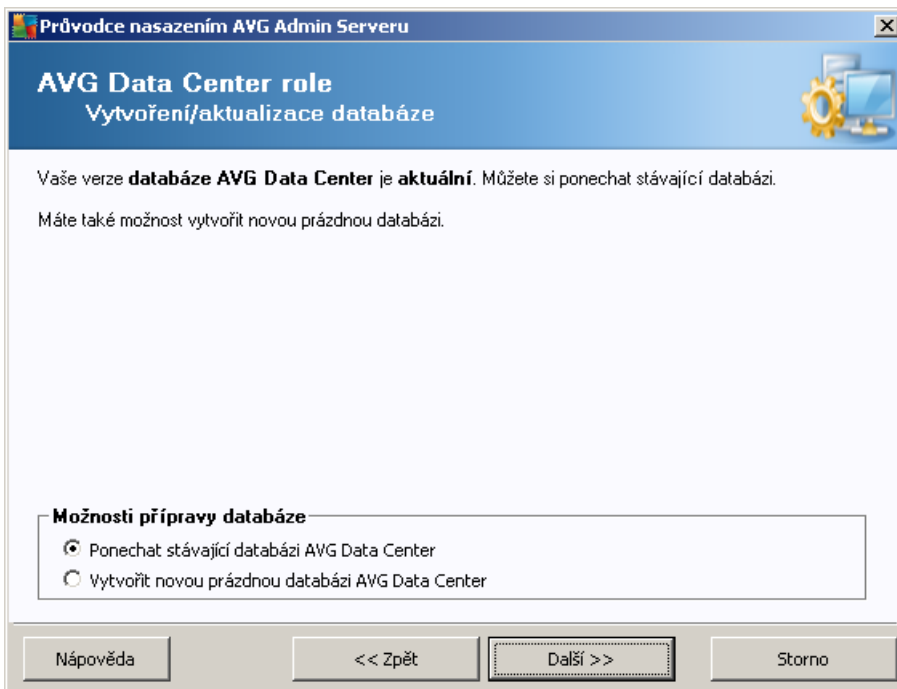 Průvodce nasazením AVG Admin Serveru
AVG Data Center role
Vytvoření/aktualizace databáze
Vaše verze databáze AVG Data Center je aktuální. Můžete si ponechat stávající databázi.
Máte také možnost vytvořit novou prázdnou databázi.
Možnosti přípravy databáze
Ponechat stávající databázi AVG Data Center
Vytvořit novou prázdnou databázi AVG Data Center
Nápověda
<< Zpět
Další >>
Storno